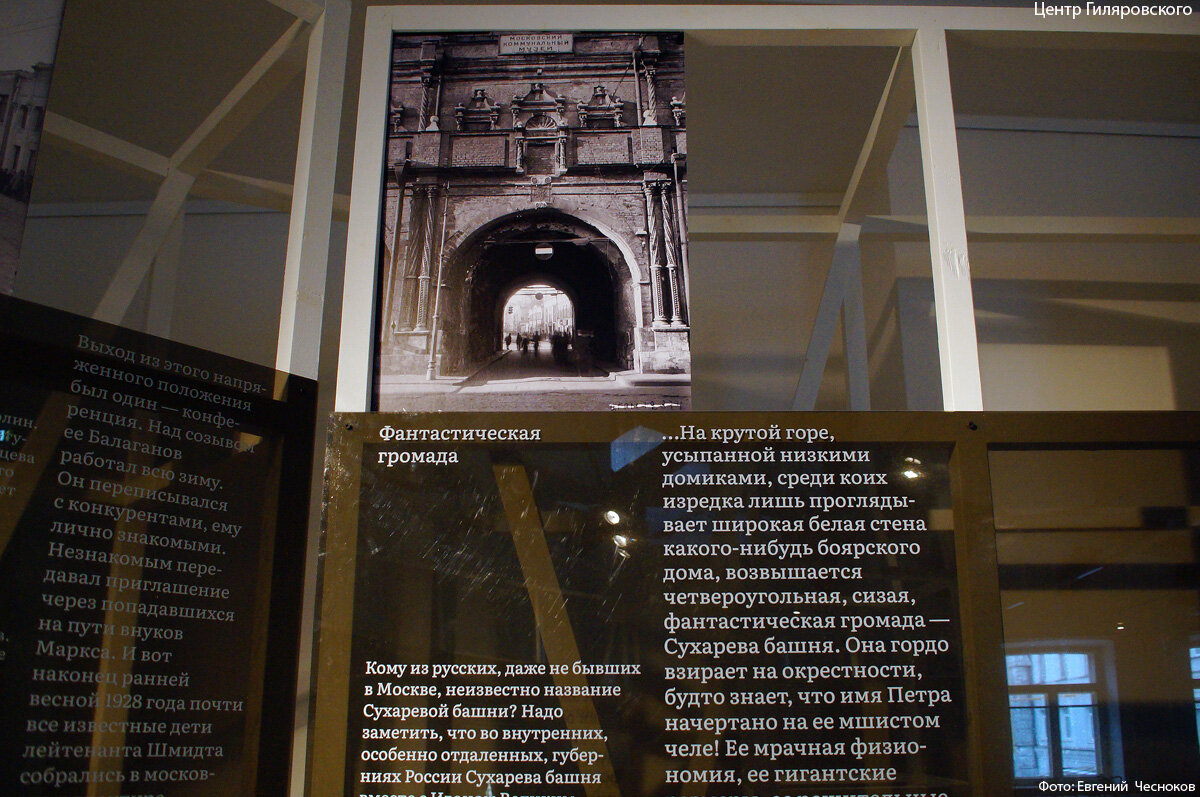 Центр Гиляровского
МОСКОВСКИЙ
КОММУНАЛЬНЫЙ
МУЗЕЙ
Выход из этого напря-
женного положения
был один — конфе-
ренция. Над созывом
ее Балаганов
работал всю зиму.
Он переписывался
с конкурентами, ему
лично знакомыми.
Незнакомым пере-
давал приглашение
через попадавшихся
на пути внуков
Маркса. И вот
наконец ранней
весной 1928 года почти
все известные дети
лейтенанта Шмидта
собрались в москов-
Фантастическая
громада
Кому из русских, даже не бывших
в Москве, неизвестно название
Сухаревой башни? Надо
заметить, что во внутренних,
особенно отдаленных, губер-
ниях России Сухарева башня
...На крутой горе,
усыпанной низкими
домиками, среди коих
изредка лишь прогляды-
вает широкая белая стена
какого-нибудь боярского
дома, возвышается
четвероугольная, сизая,
фантастическая громада —
Сухарева башня. Она гордо
взирает на окрестности,
будто знает, что имя Петра
начертано на ее мшистом
челе! Ее мрачная физио-
номия, ее гигантские
Фото: Евгений Чесноков